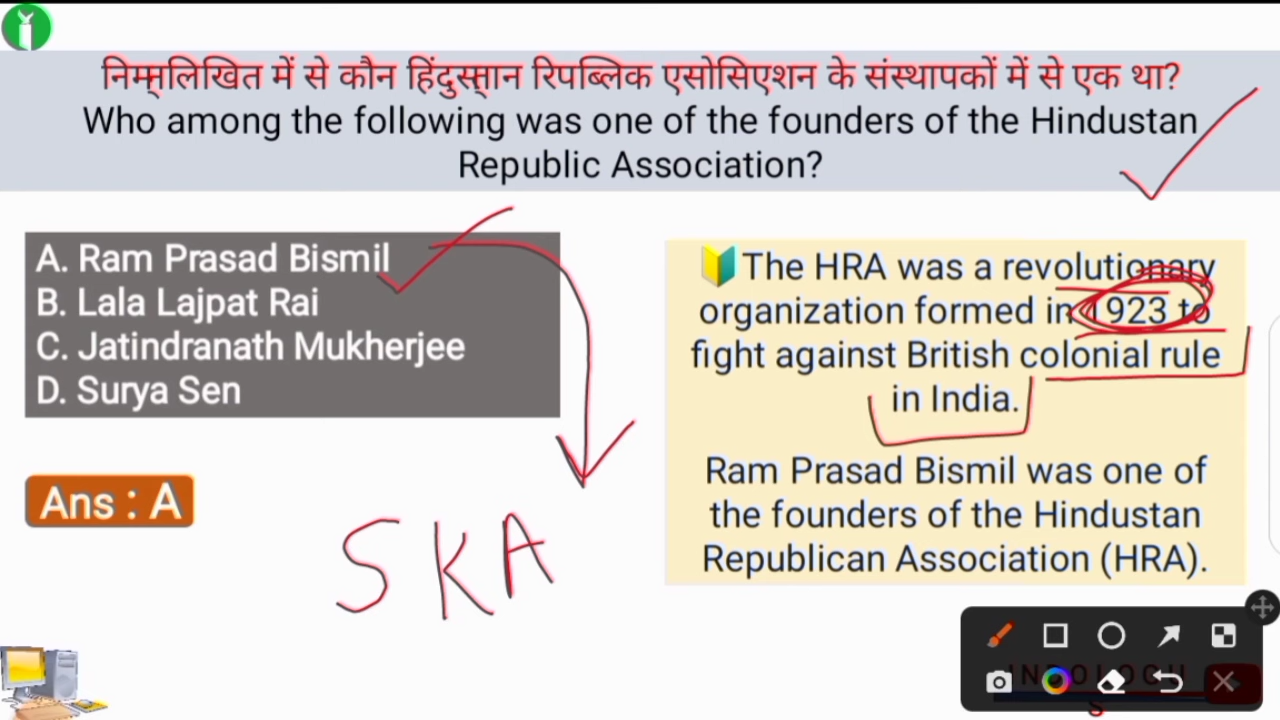 निम्नलिखित में से कौन हिंदुस्तान रिपब्लिक एसोसिएशन के संस्थापकों में से एक था?
Who among the following was one of the founders of the Hindustan
Republic Association?
A. Ram Prasad Bismil
B. Lala Lajpat Rai
C. Jatindranath Mukherjee
D. Surya Sen
Ans : A
SKA
The HRA was a revolutionary
organization formed in 1923 to
fight against British colonial rule
in India.
Ram Prasad Bismil was one of
the founders of the Hindustan
Republican Association (HRA).